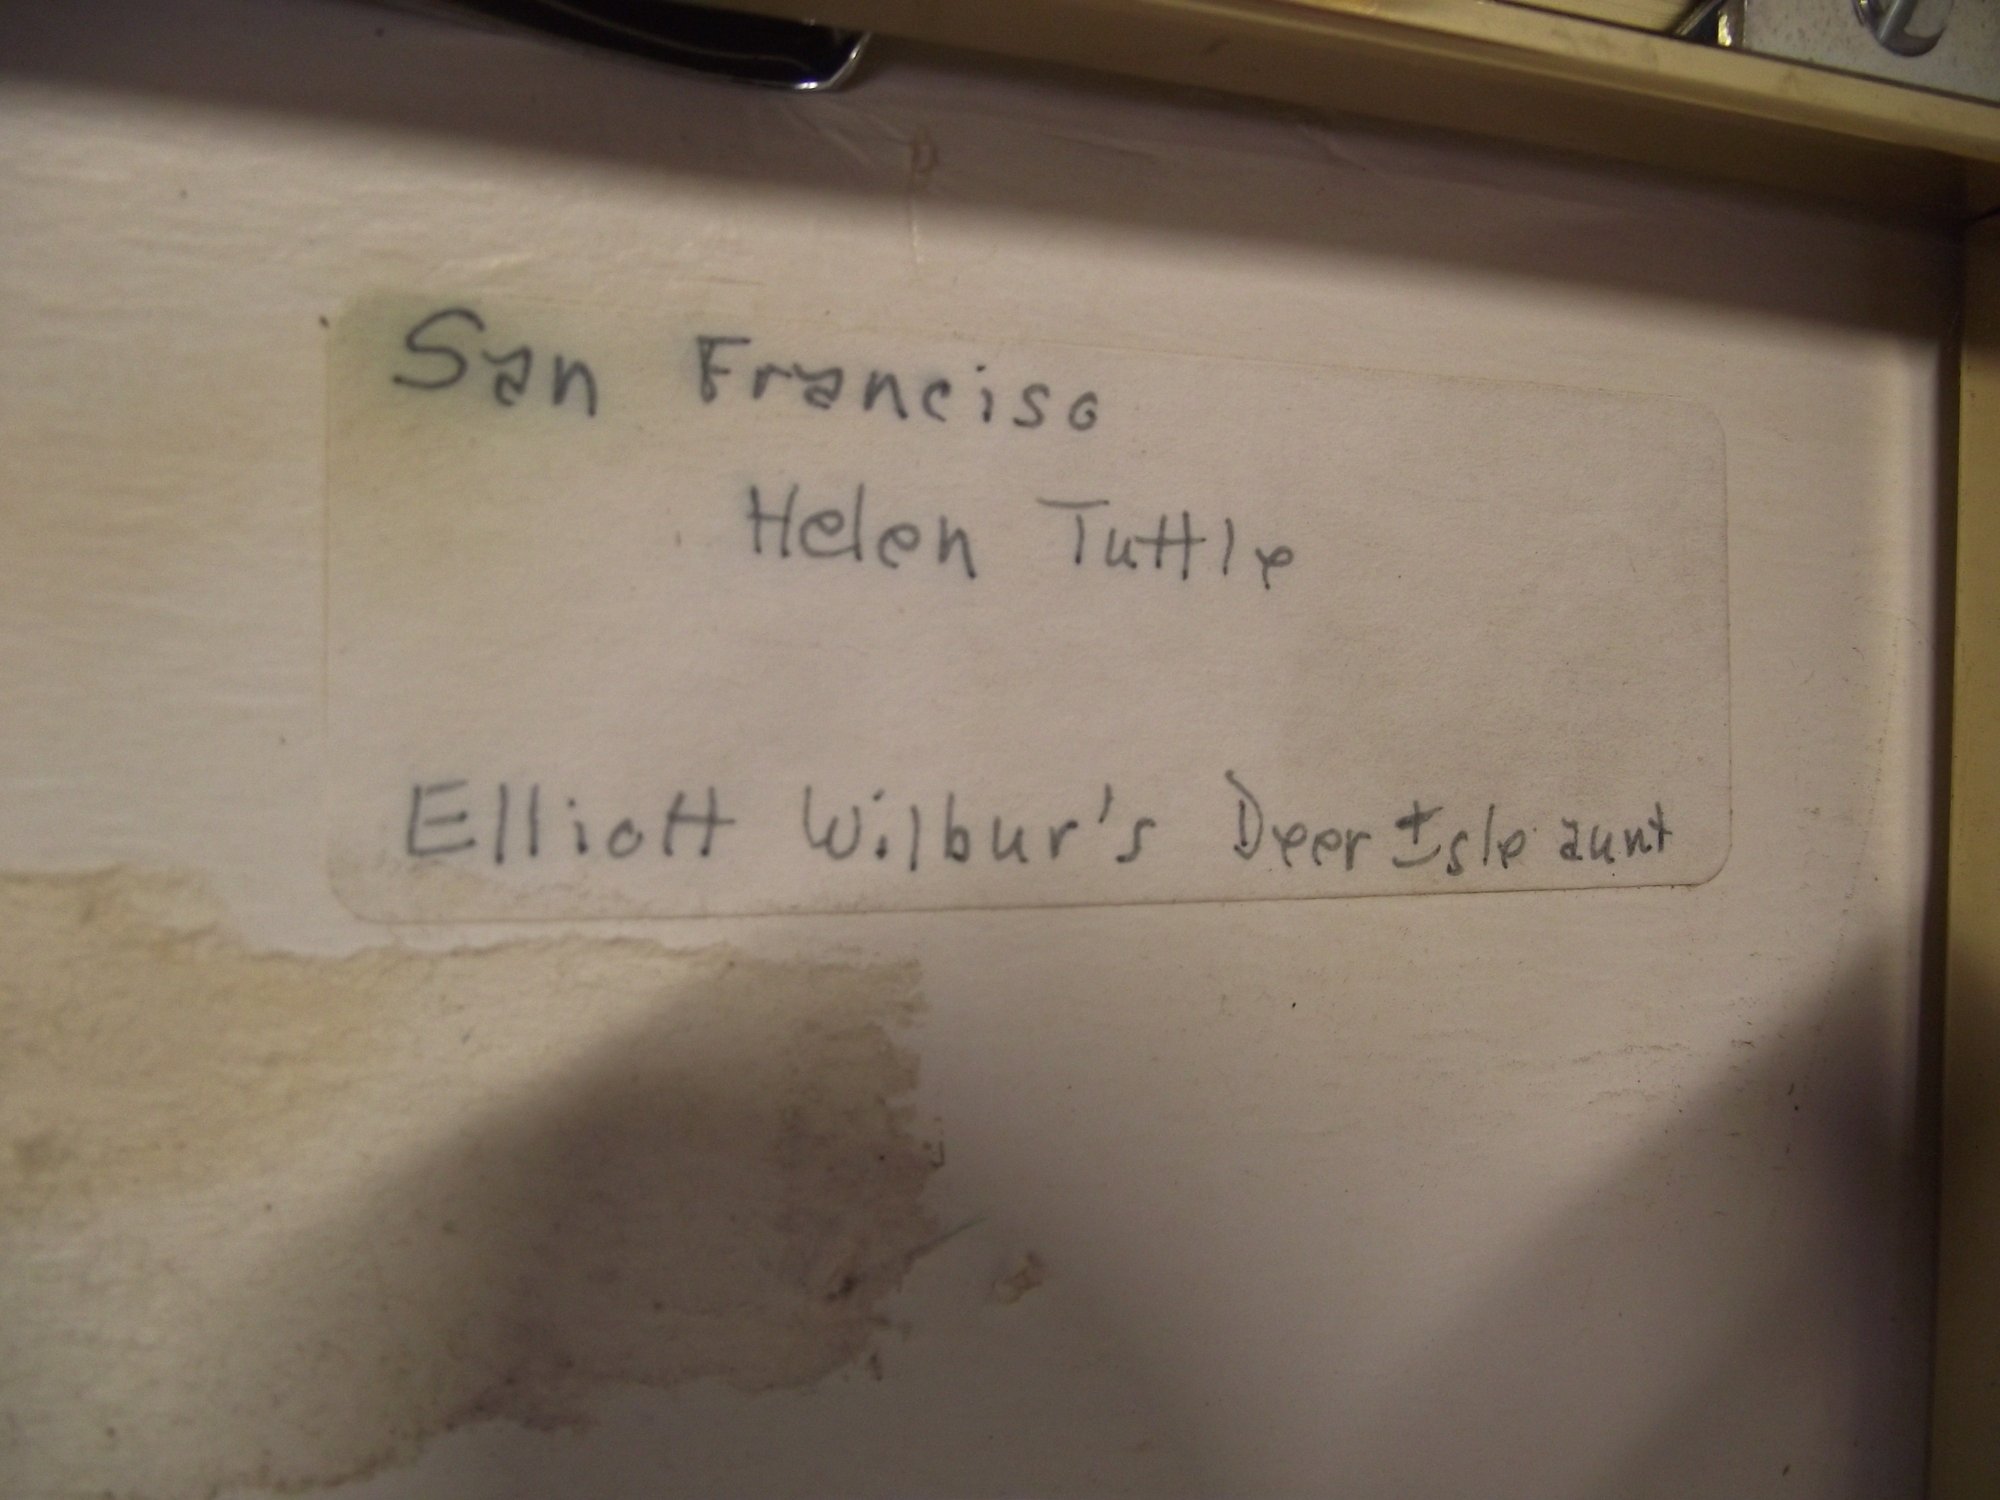 San Franciso
Helen Tuttle
Elliott Wilbur's Deer Isle aunt